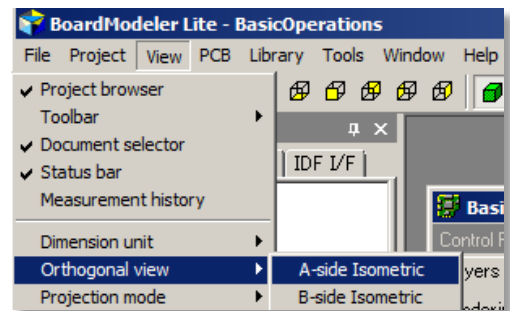 BoardModeler Lite - BasicOperations
File Project View PCB Library Tools Window Help
Project browser
Toolbar
Document selector
IDF I/F
Status bar
Measurement history
Basi
Dimension unit
Control
Orthogonal view
A-side Isometric
yers
Projection mode
B-side Isometric